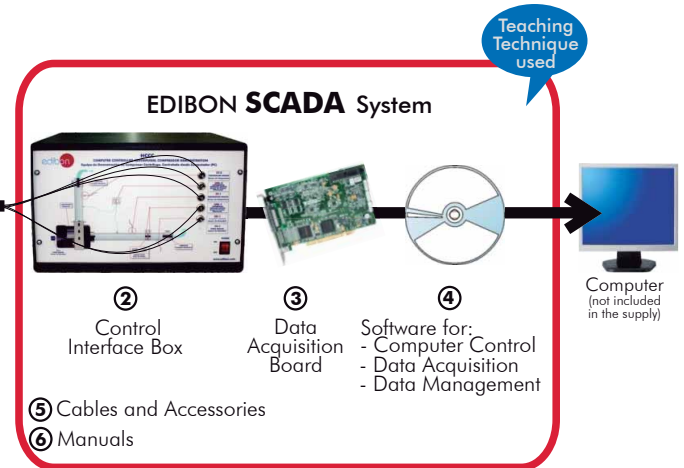 Teaching
Technique
used
EDIBON SCADA System
edibon
HCCC
2
Control
Interface Box
3
Data
Acquisition
Board
4
Software for:
- Computer Control
- Data Acquisition
- Data Management
Computer
(not included
in the supply)
5 Cables and Accessories
6 Manuals